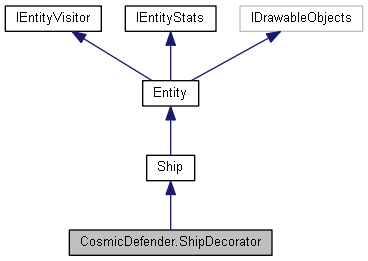 IEntityVisitor IEntityStats IDrawableObjects
Entity
Ship
CosmicDefender.ShipDecorator